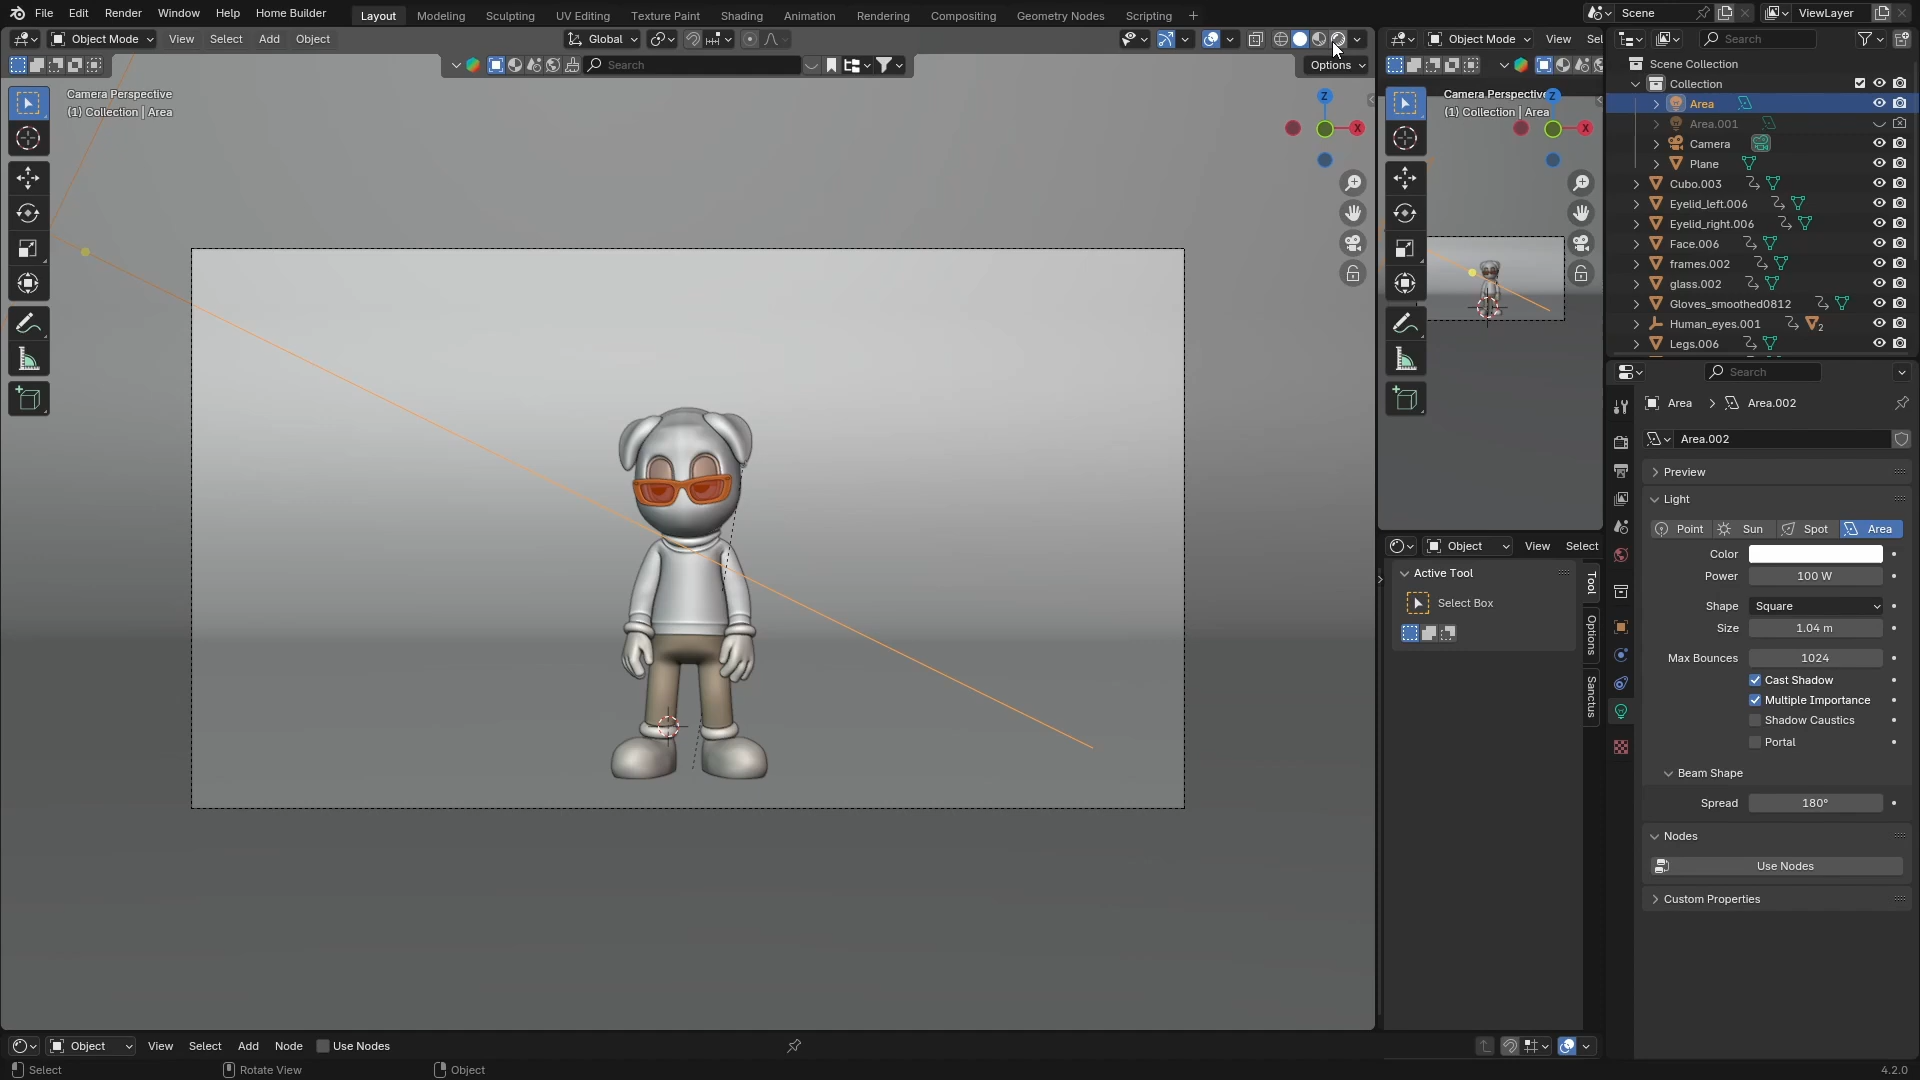 File Edit Render Window Help Home Builder Layout Modeling Sculpting UV Editing Texture Paint Shading Animation Rendering Compositing Geometry Nodes Scripting + Scene ViewLayer
Object Mode View Select Add Object Global Object Mode View Sel Search
Search Options
Camera Perspective
(1) Collection | Area
Z
X
Camera Perspective
(1) Collection | Area
Z
X
Scene Collection
Collection
Area
Area.001
Camera
Plane
Cubo.003
Eyelid_left.006
Eyelid_right.006
Face.006
frames.002
glass.002
Gloves_smoothed0812
Human_eyes.001 2
Legs.006
Search
Area > Area.002
Area.002
Preview
Light
Point Sun Spot Area
Color
Power 100 W
Shape Square
Size 1.04 m
Max Bounces 1024
Cast Shadow
Multiple Importance
Shadow Caustics
Portal
Beam Shape
Spread 180°
Nodes
Use Nodes
Custom Properties
Object View Select
Active Tool
Select Box
Tool
Options
Sanctus
Object View Select Add Node Use Nodes
Select Rotate View Object 4.2.0